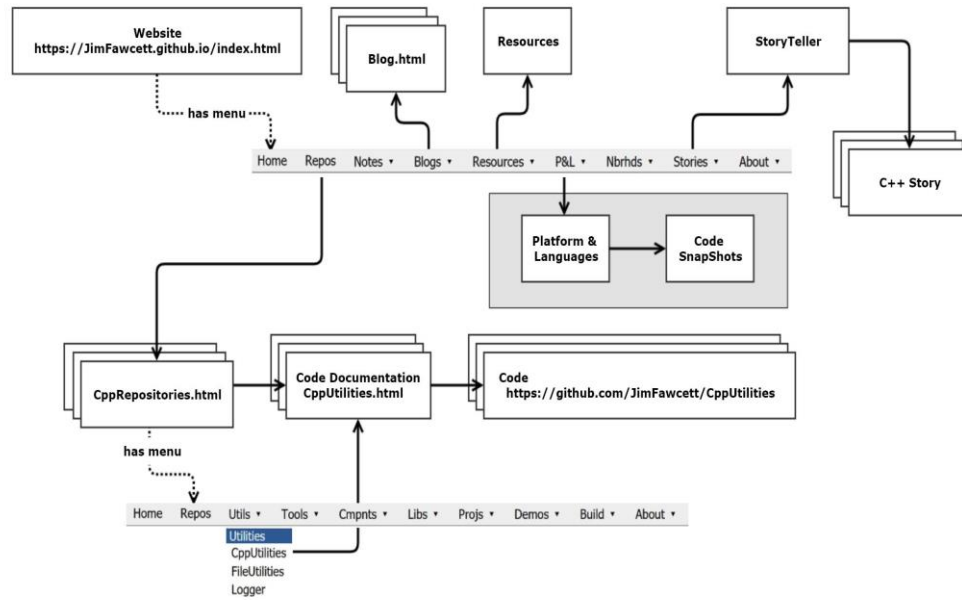 Website
https://JimFawcett.github.io/index.html
Blog.html
Resources
StoryTeller
has menu
Home Repos Notes ▾ Blogs ▾ Resources ▾ P&L ▾ Nbrhds ▾ Stories ▾ About ▾
C++ Story
Platform &
Languages
Code
SnapShots
CppRepositories.html
Code Documentation
CppUtilities.html
Code
https://github.com/JimFawcett/CppUtilities
has menu
Home Repos Utils ▾ Tools ▾ Cmpnts ▾ Libs ▾ Projs ▾ Demos ▾ Build ▾ About ▾
Utilities
CppUtilities
FileUtilities
Logger